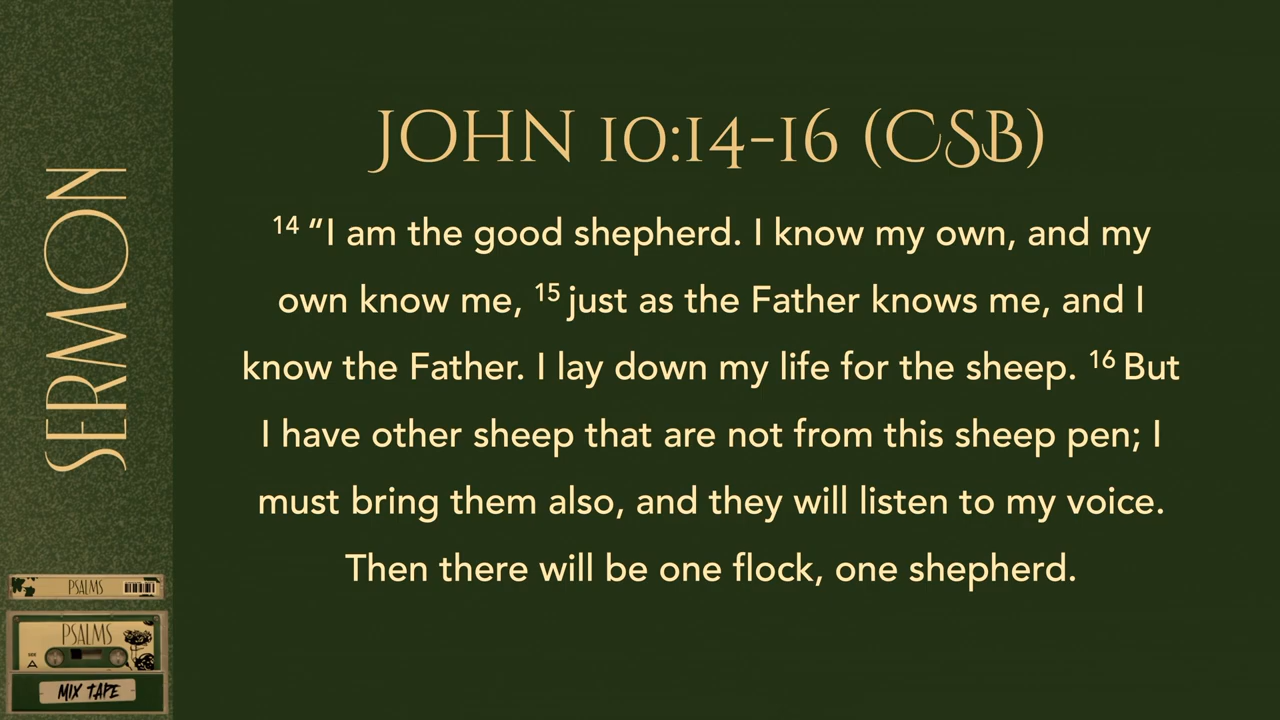 SERMON
JOHN 10:14-16 (CSB)
14 “I am the good shepherd. I know my own, and my
own know me, 15 just as the Father knows me, and I
know the Father. I lay down my life for the sheep. 16 But
I have other sheep that are not from this sheep pen; I
must bring them also, and they will listen to my voice.
Then there will be one flock, one shepherd.
PSALMS
PSALMS
A
MIX TAPE